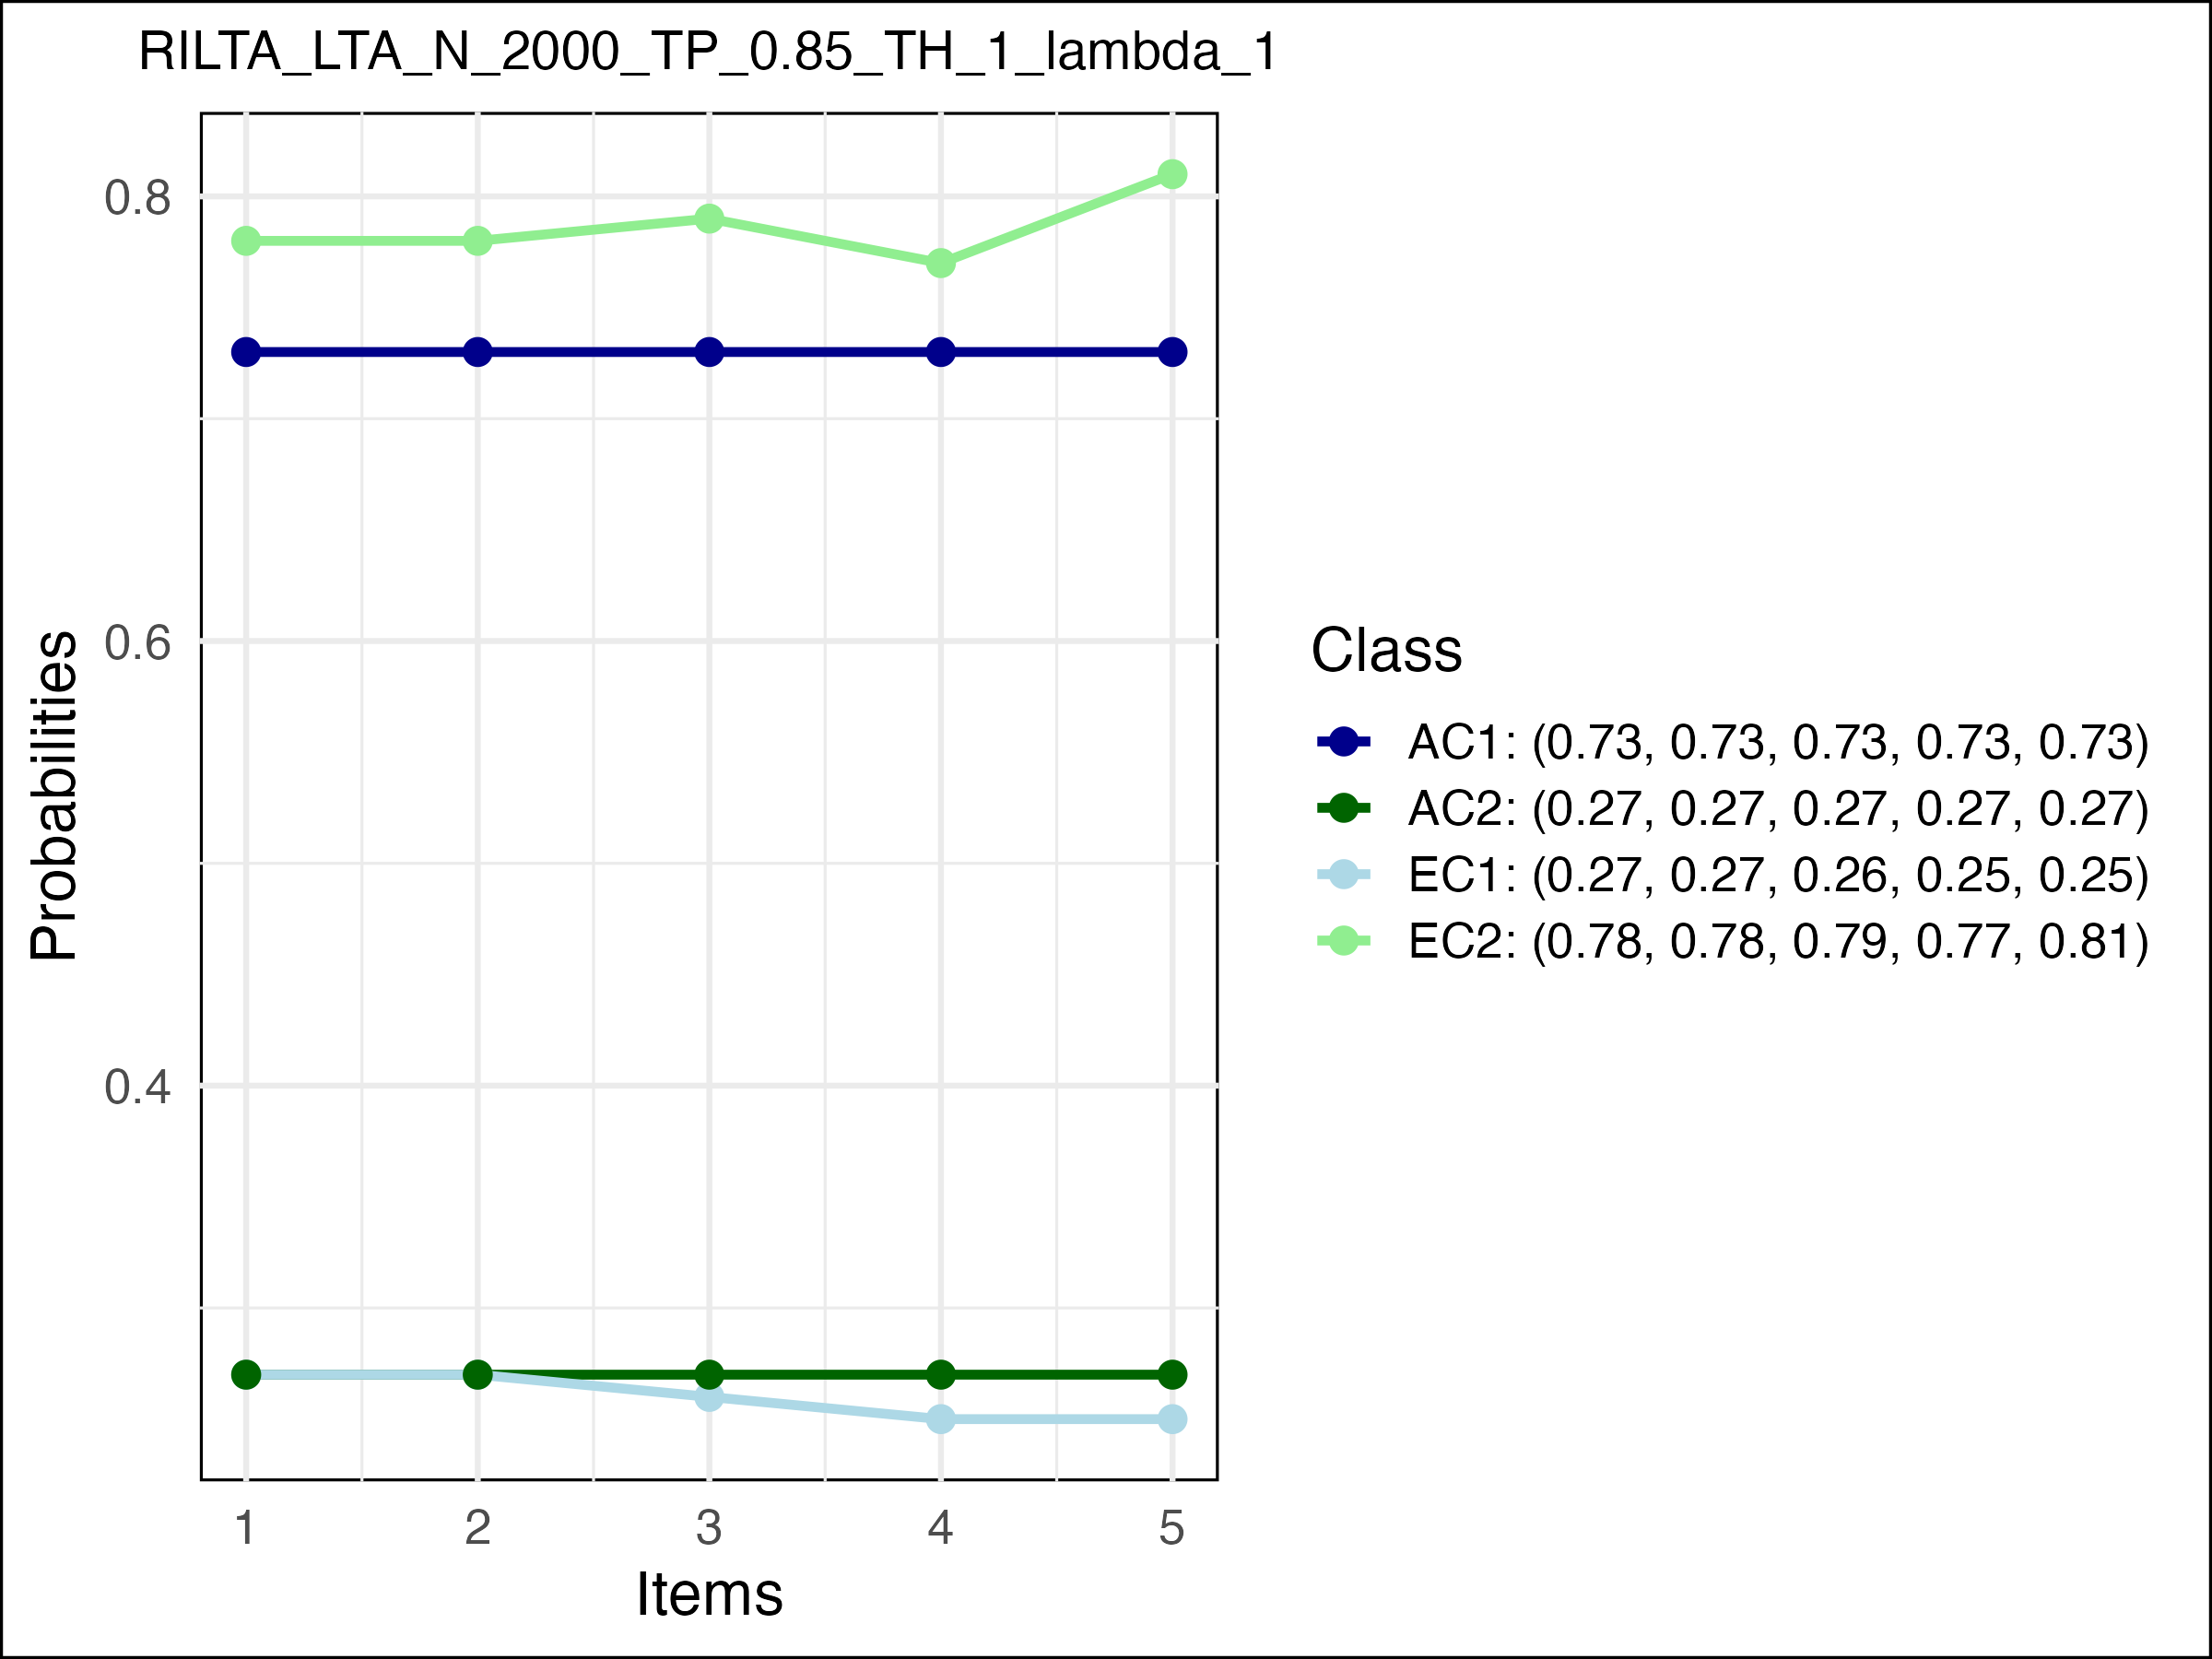 RILTA_LTA_N_2000_TP_0.85_TH_1_lambda_1
Probabilities
0.8
0.6
0.4
1 2 3 4 5
Items
Class
AC1: (0.73, 0.73, 0.73, 0.73, 0.73)
AC2: (0.27, 0.27, 0.27, 0.27, 0.27)
EC1: (0.27, 0.27, 0.26, 0.25, 0.25)
EC2: (0.78, 0.78, 0.79, 0.77, 0.81)